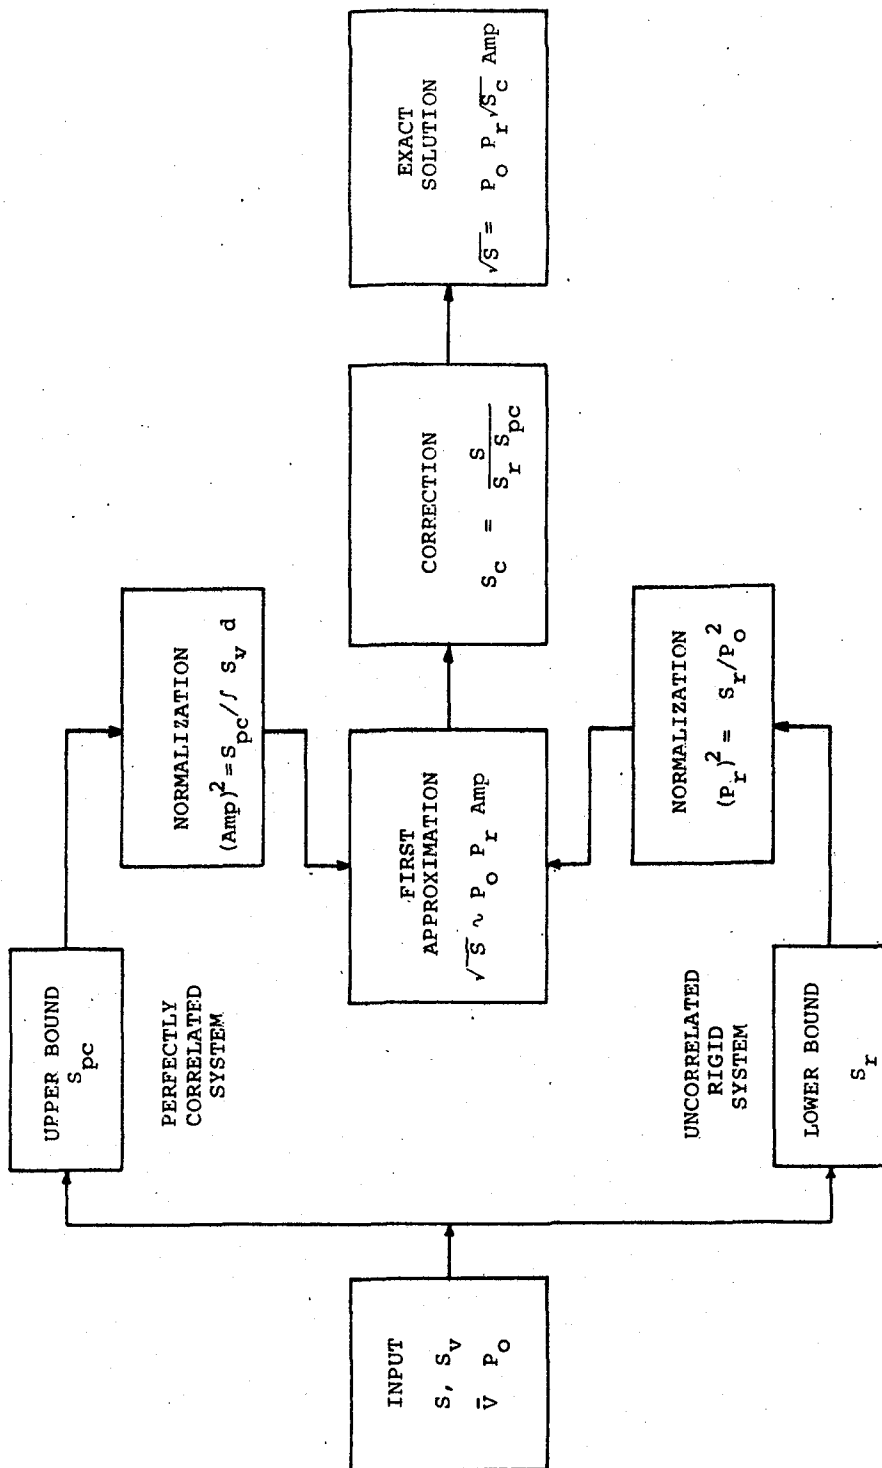 INPUT
S, S_v
V̄ P_o
UPPER BOUND
S_pc
PERFECTLY
CORRELATED
SYSTEM
UNCORRELATED
RIGID
SYSTEM
LOWER BOUND
S_r
NORMALIZATION
(Amp)² = S_pc/∫ S_v d
FIRST
APPROXIMATION
√S ~ P_o P_r Amp
NORMALIZATION
(P_r)² = S_r/P_o²
CORRECTION
S_c = S / S_r S_pc
EXACT
SOLUTION
√S = P_o P_r √S_c Amp